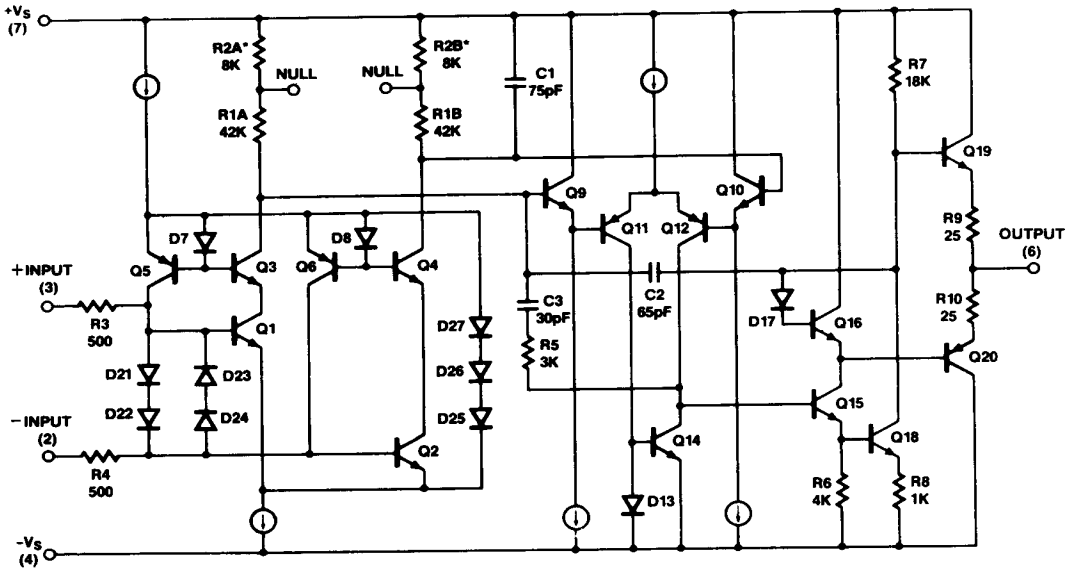 +VS
(7)
R2A*
8K
NULL
R1A
42K
R2B*
8K
NULL
R1B
42K
C1
75pF
R7
18K
Q19
Q9
Q10
Q11
Q12
D7
D8
Q5
Q3
Q6
Q4
R9
25
OUTPUT
(6)
+INPUT
(3)
R3
500
Q1
C3
30pF
C2
65pF
D17
Q16
R10
25
R5
3K
D27
D26
D25
Q20
D21
D23
D22
D24
−INPUT
(2)
R4
500
Q2
Q15
Q14
Q18
D13
R6
4K
R8
1K
−VS
(4)